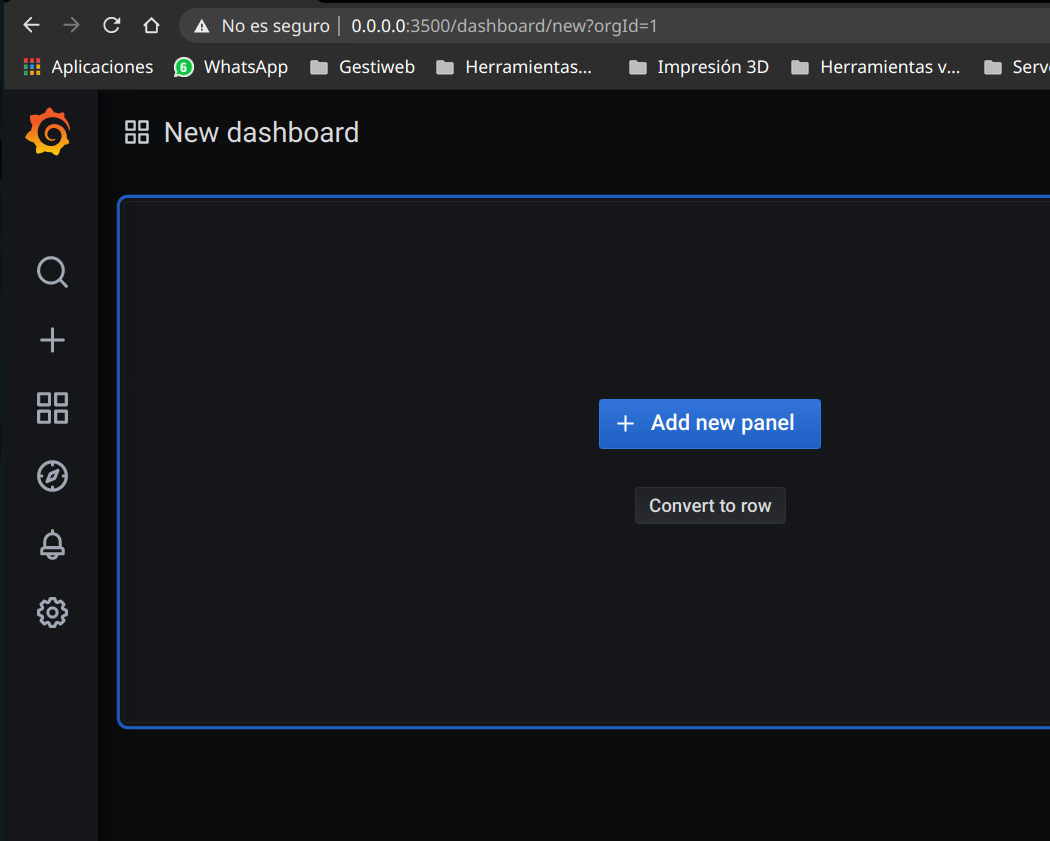 No es seguro | 0.0.0.0:3500/dashboard/new?orgId=1
Aplicaciones 6 WhatsApp Gestiweb Herramientas... Impresión 3D Herramientas v... Serv
New dashboard
+ Add new panel
Convert to row